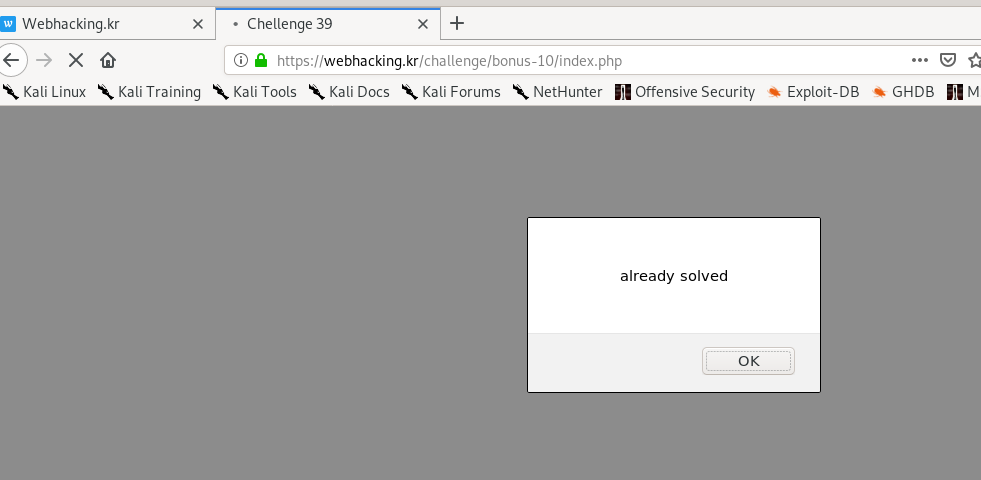 w Webhacking.kr Chellenge 39
https://webhacking.kr/challenge/bonus-10/index.php
Kali Linux Kali Training Kali Tools Kali Docs Kali Forums NetHunter Offensive Security Exploit-DB GHDB M
already solved
OK